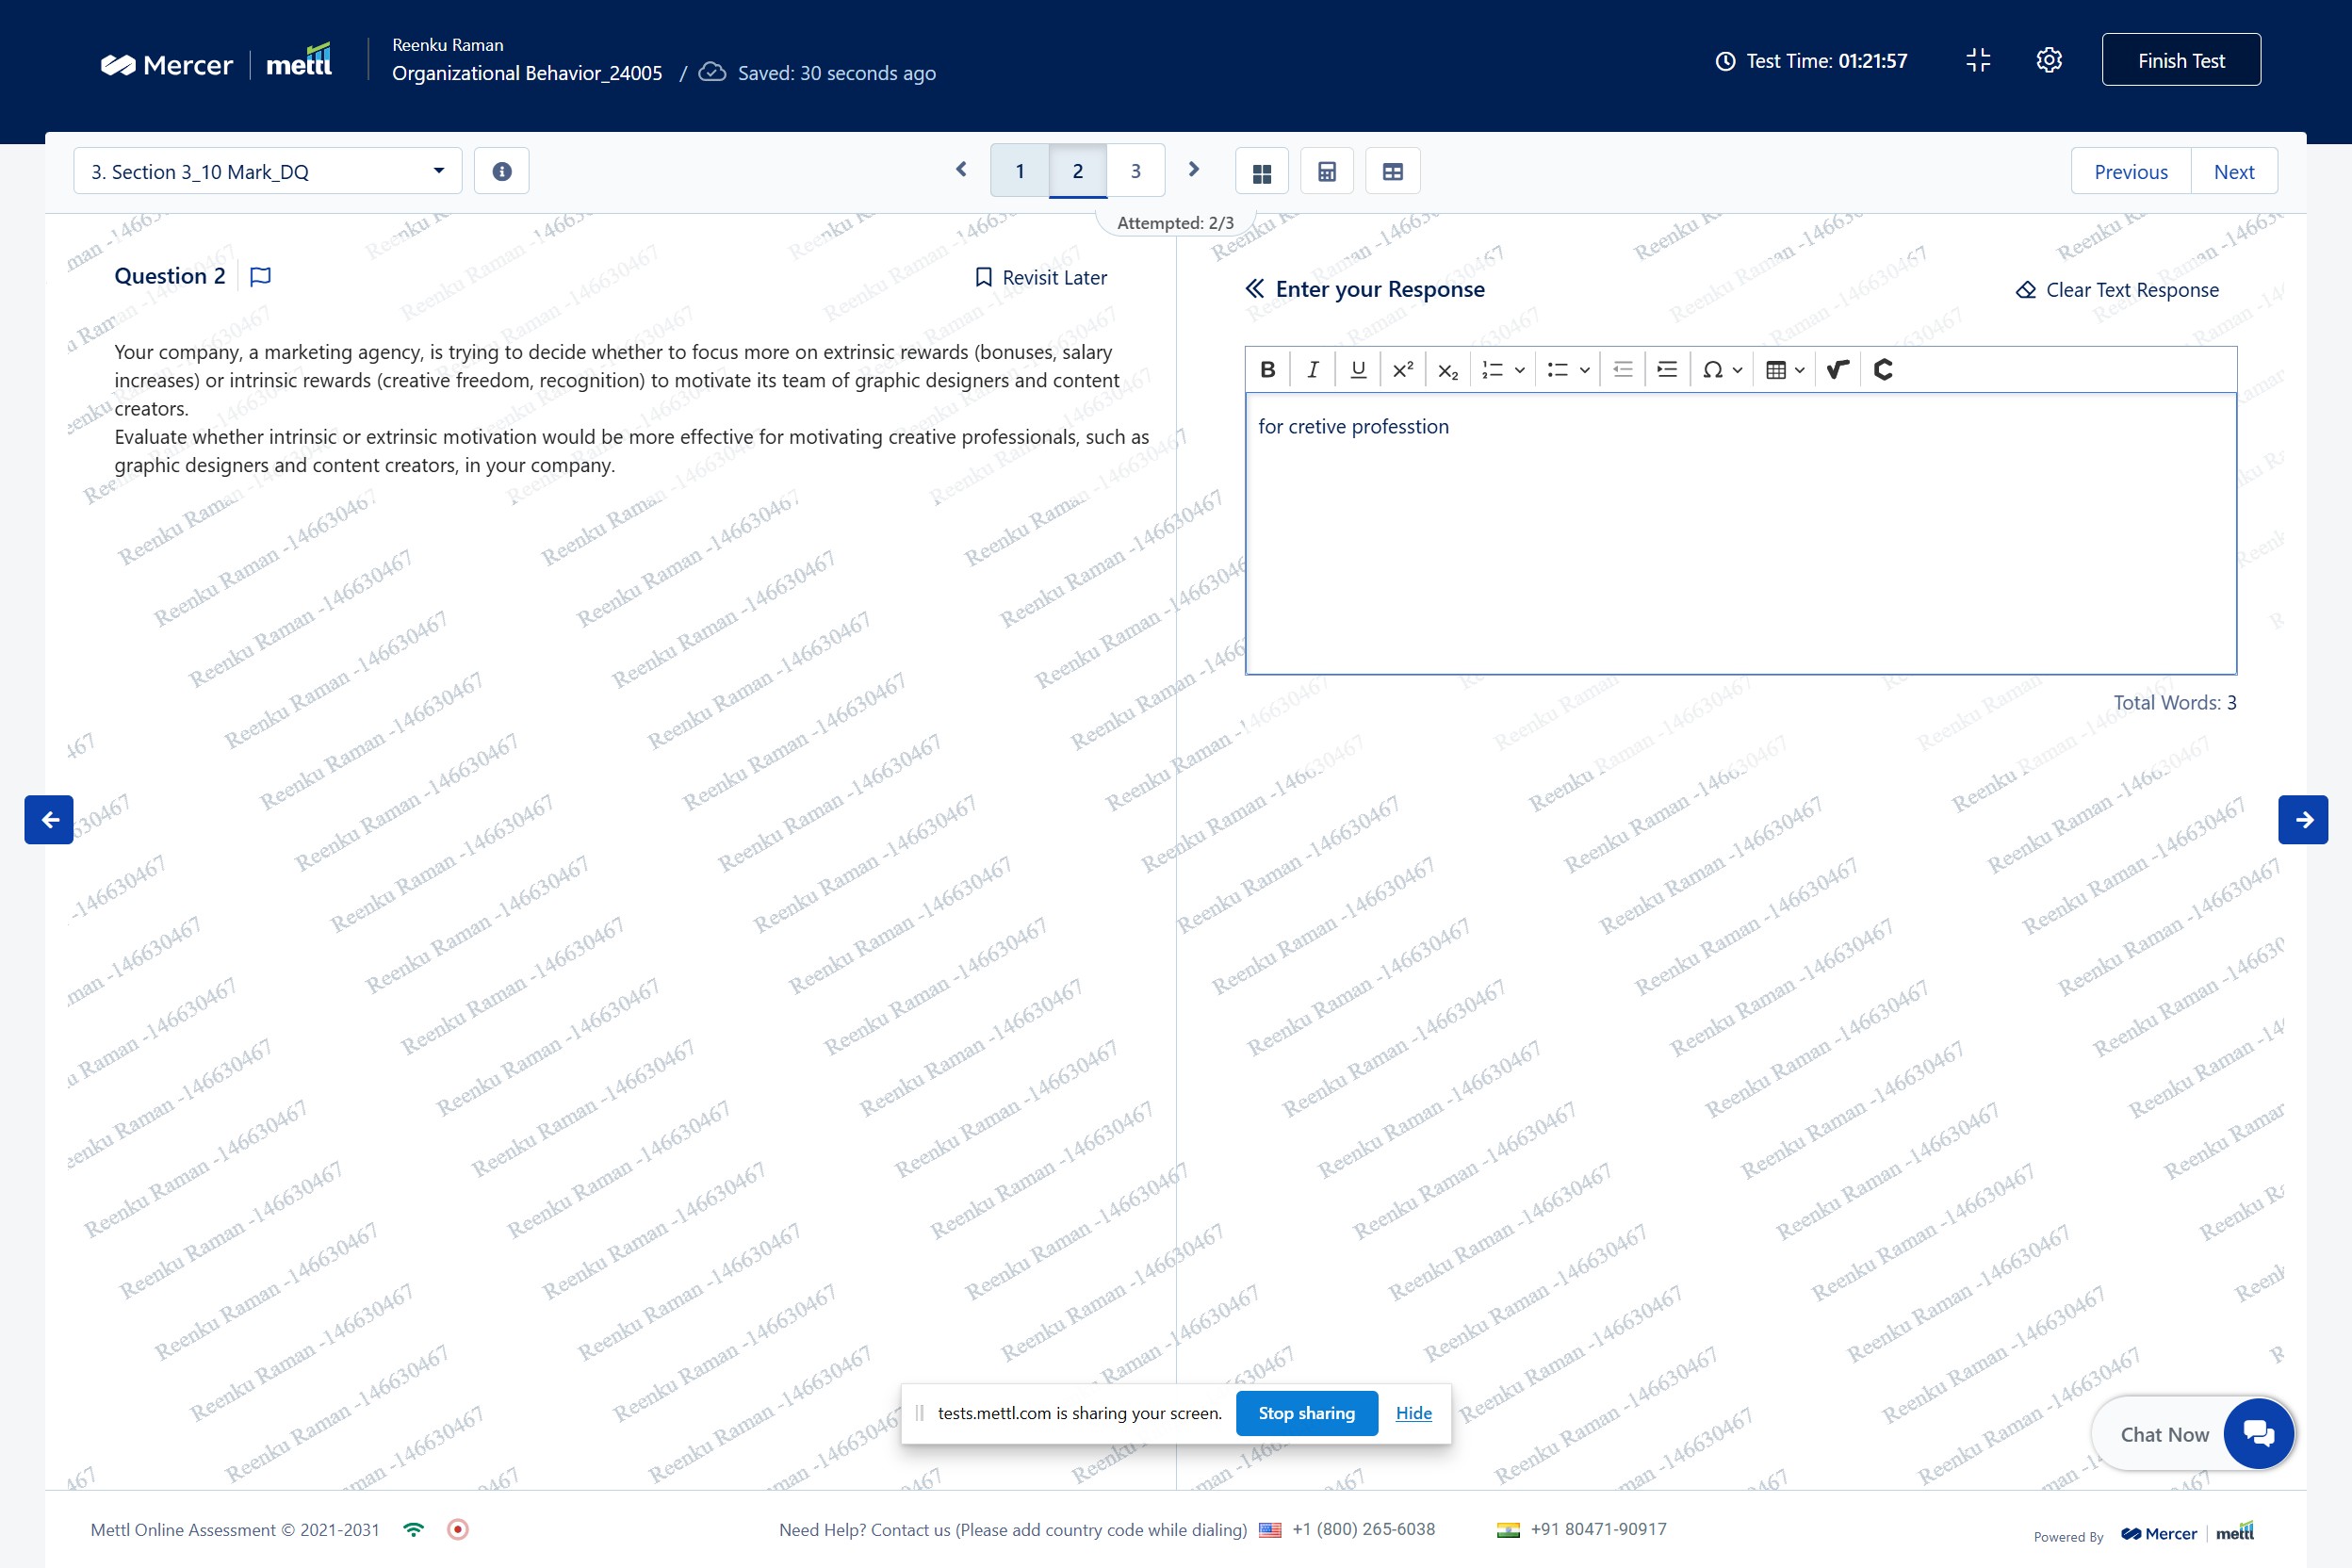 Mercer | mettl
Reenku Raman
Organizational Behavior_24005 / Saved: 30 seconds ago
Test Time: 01:21:57
Finish Test
3. Section 3_10 Mark_DQ
1 2 3
Previous Next
Attempted: 2/3
Question 2
Revisit Later
Your company, a marketing agency, is trying to decide whether to focus more on extrinsic rewards (bonuses, salary
increases) or intrinsic rewards (creative freedom, recognition) to motivate its team of graphic designers and content
creators.
Evaluate whether intrinsic or extrinsic motivation would be more effective for motivating creative professionals, such as
graphic designers and content creators, in your company.
Enter your Response
Clear Text Response
B I U x² x₂ Ω
for cretive professtion
Total Words: 3
Reenku Raman -146630467
tests.mettl.com is sharing your screen. Stop sharing Hide
Chat Now
Mettl Online Assessment © 2021-2031
Need Help? Contact us (Please add country code while dialing) +1 (800) 265-6038 +91 80471-90917
Powered By Mercer | mettl